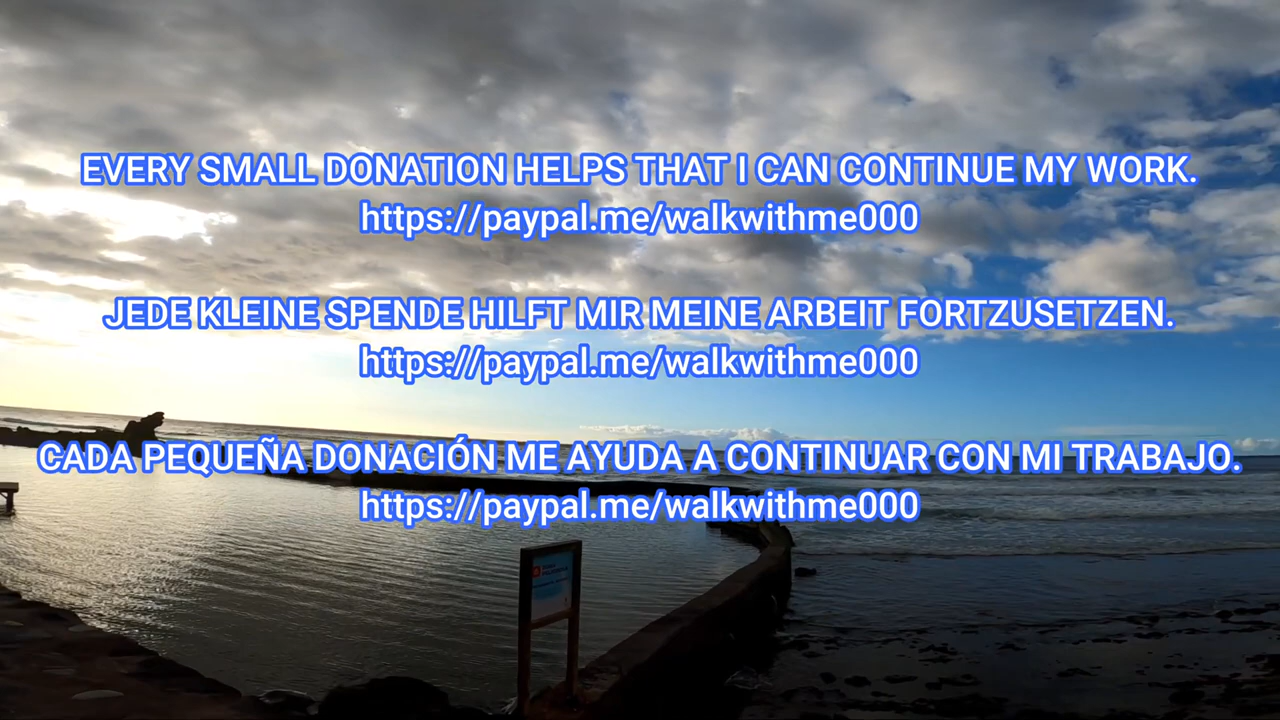 EVERY SMALL DONATION HELPS THAT I CAN CONTINUE MY WORK.
https://paypal.me/walkwithme000
JEDE KLEINE SPENDE HILFT MIR MEINE ARBEIT FORTZUSETZEN.
https://paypal.me/walkwithme000
CADA PEQUEÑA DONACIÓN ME AYUDA A CONTINUAR CON MI TRABAJO.
https://paypal.me/walkwithme000